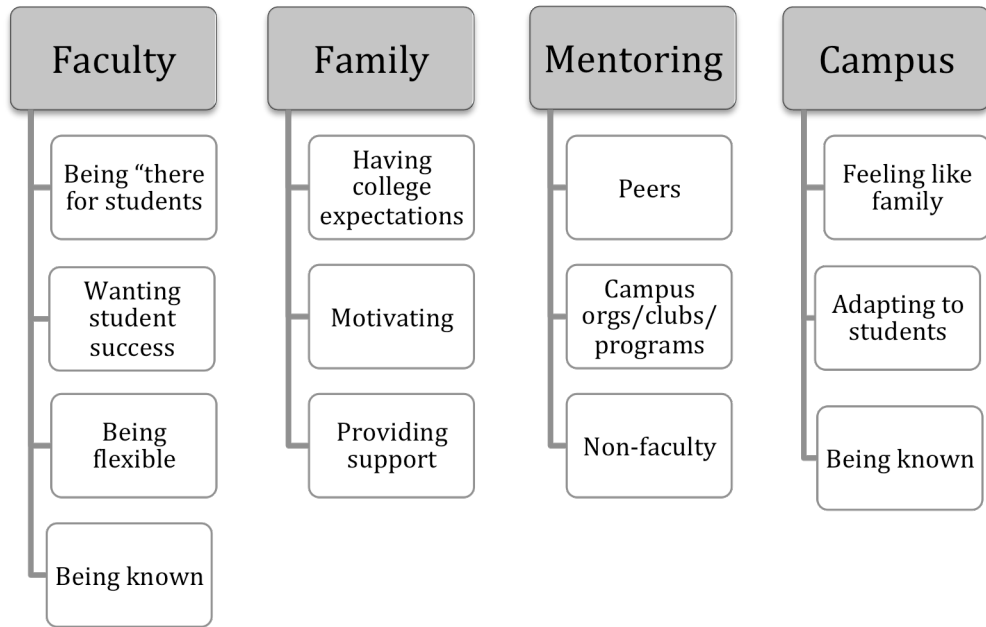 Faculty
Being “there
for students
Wanting
student
success
Being
flexible
Being known
Family
Having
college
expectations
Motivating
Providing
support
Mentoring
Peers
Campus
orgs/clubs/
programs
Non-faculty
Campus
Feeling like
family
Adapting to
students
Being known